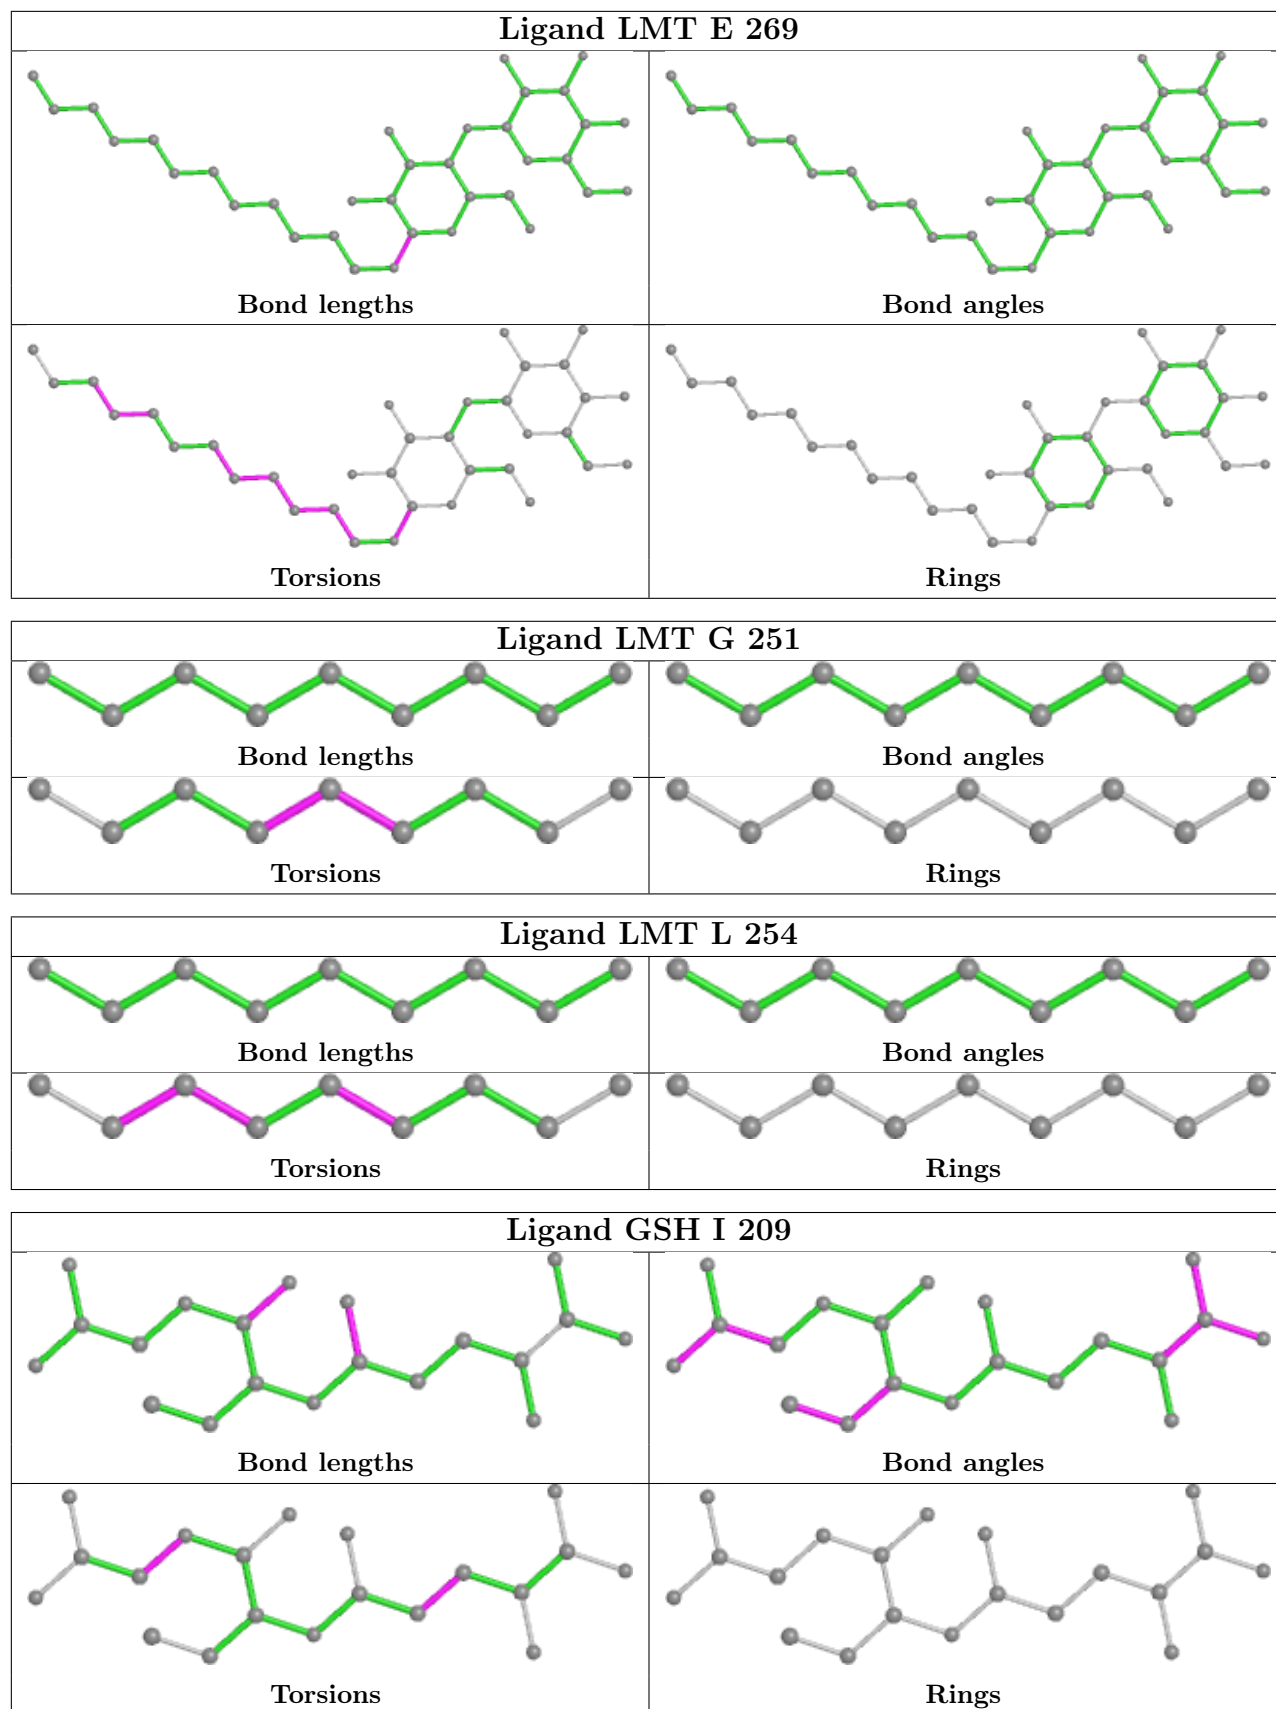 Ligand LMT E 269
Bond lengths
Bond angles
Torsions
Rings
Ligand LMT G 251
Bond lengths
Bond angles
Torsions
Rings
Ligand LMT L 254
Bond lengths
Bond angles
Torsions
Rings
Ligand GSH I 209
Bond lengths
Bond angles
Torsions
Rings